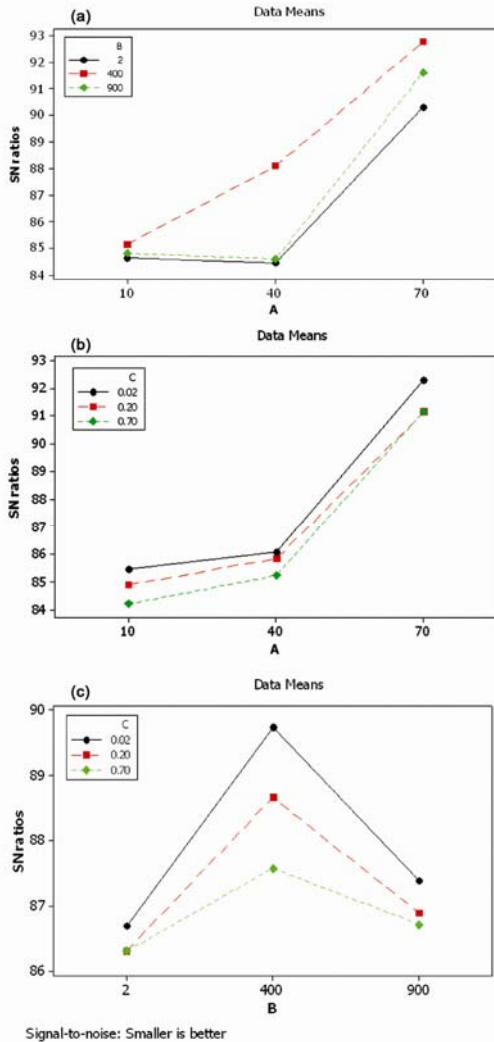 (a)
Data Means
93
92
91
90
89
88
87
86
85
84
SN ratios
B
2
400
900
10
40
70
A
(b)
Data Means
93
92
91
90
89
88
87
86
85
84
SN ratios
C
0.02
0.20
0.70
10
40
70
A
(c)
Data Means
90
89
88
87
86
SN ratios
C
0.02
0.20
0.70
2
400
900
B
Signal-to-noise: Smaller is better